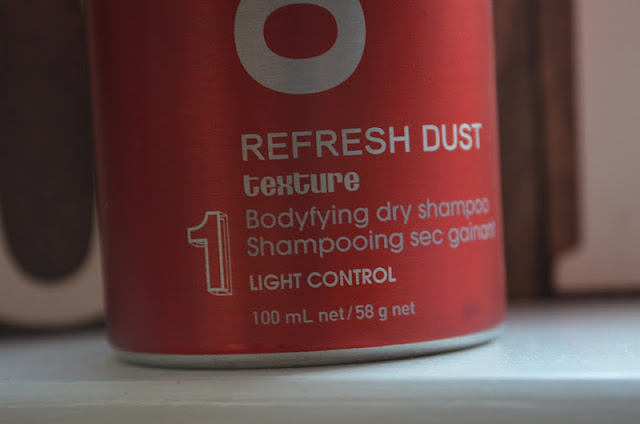 REFRESH DUST
texture
1
Bodyfying dry shampoo
Shampooing sec gainant
LIGHT CONTROL
100 mL net/58 g net